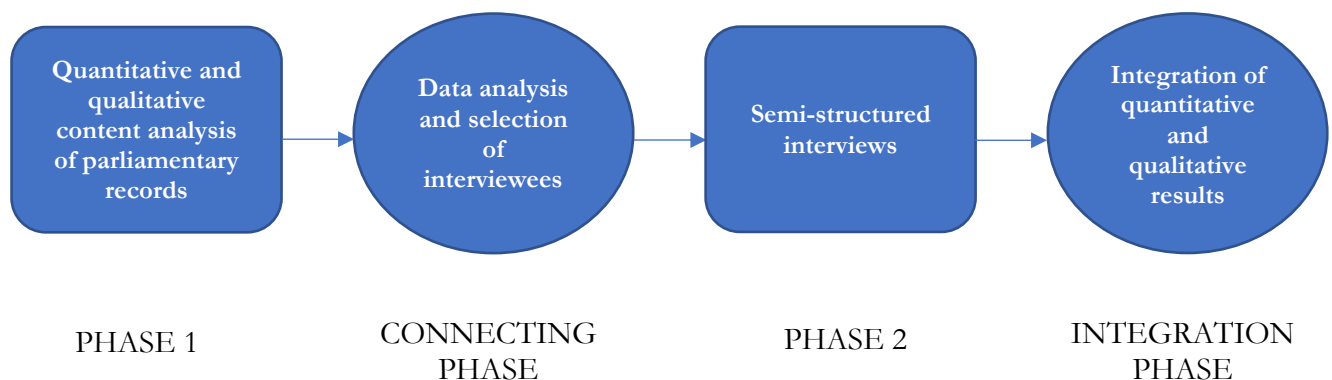 Quantitative and
qualitative
content analysis
of parliamentary
records
Data analysis
and selection
of
interviewees
Semi-structured
interviews
Integration of
quantitative
and
qualitative
results
PHASE 1
CONNECTING
PHASE
PHASE 2
INTEGRATION
PHASE